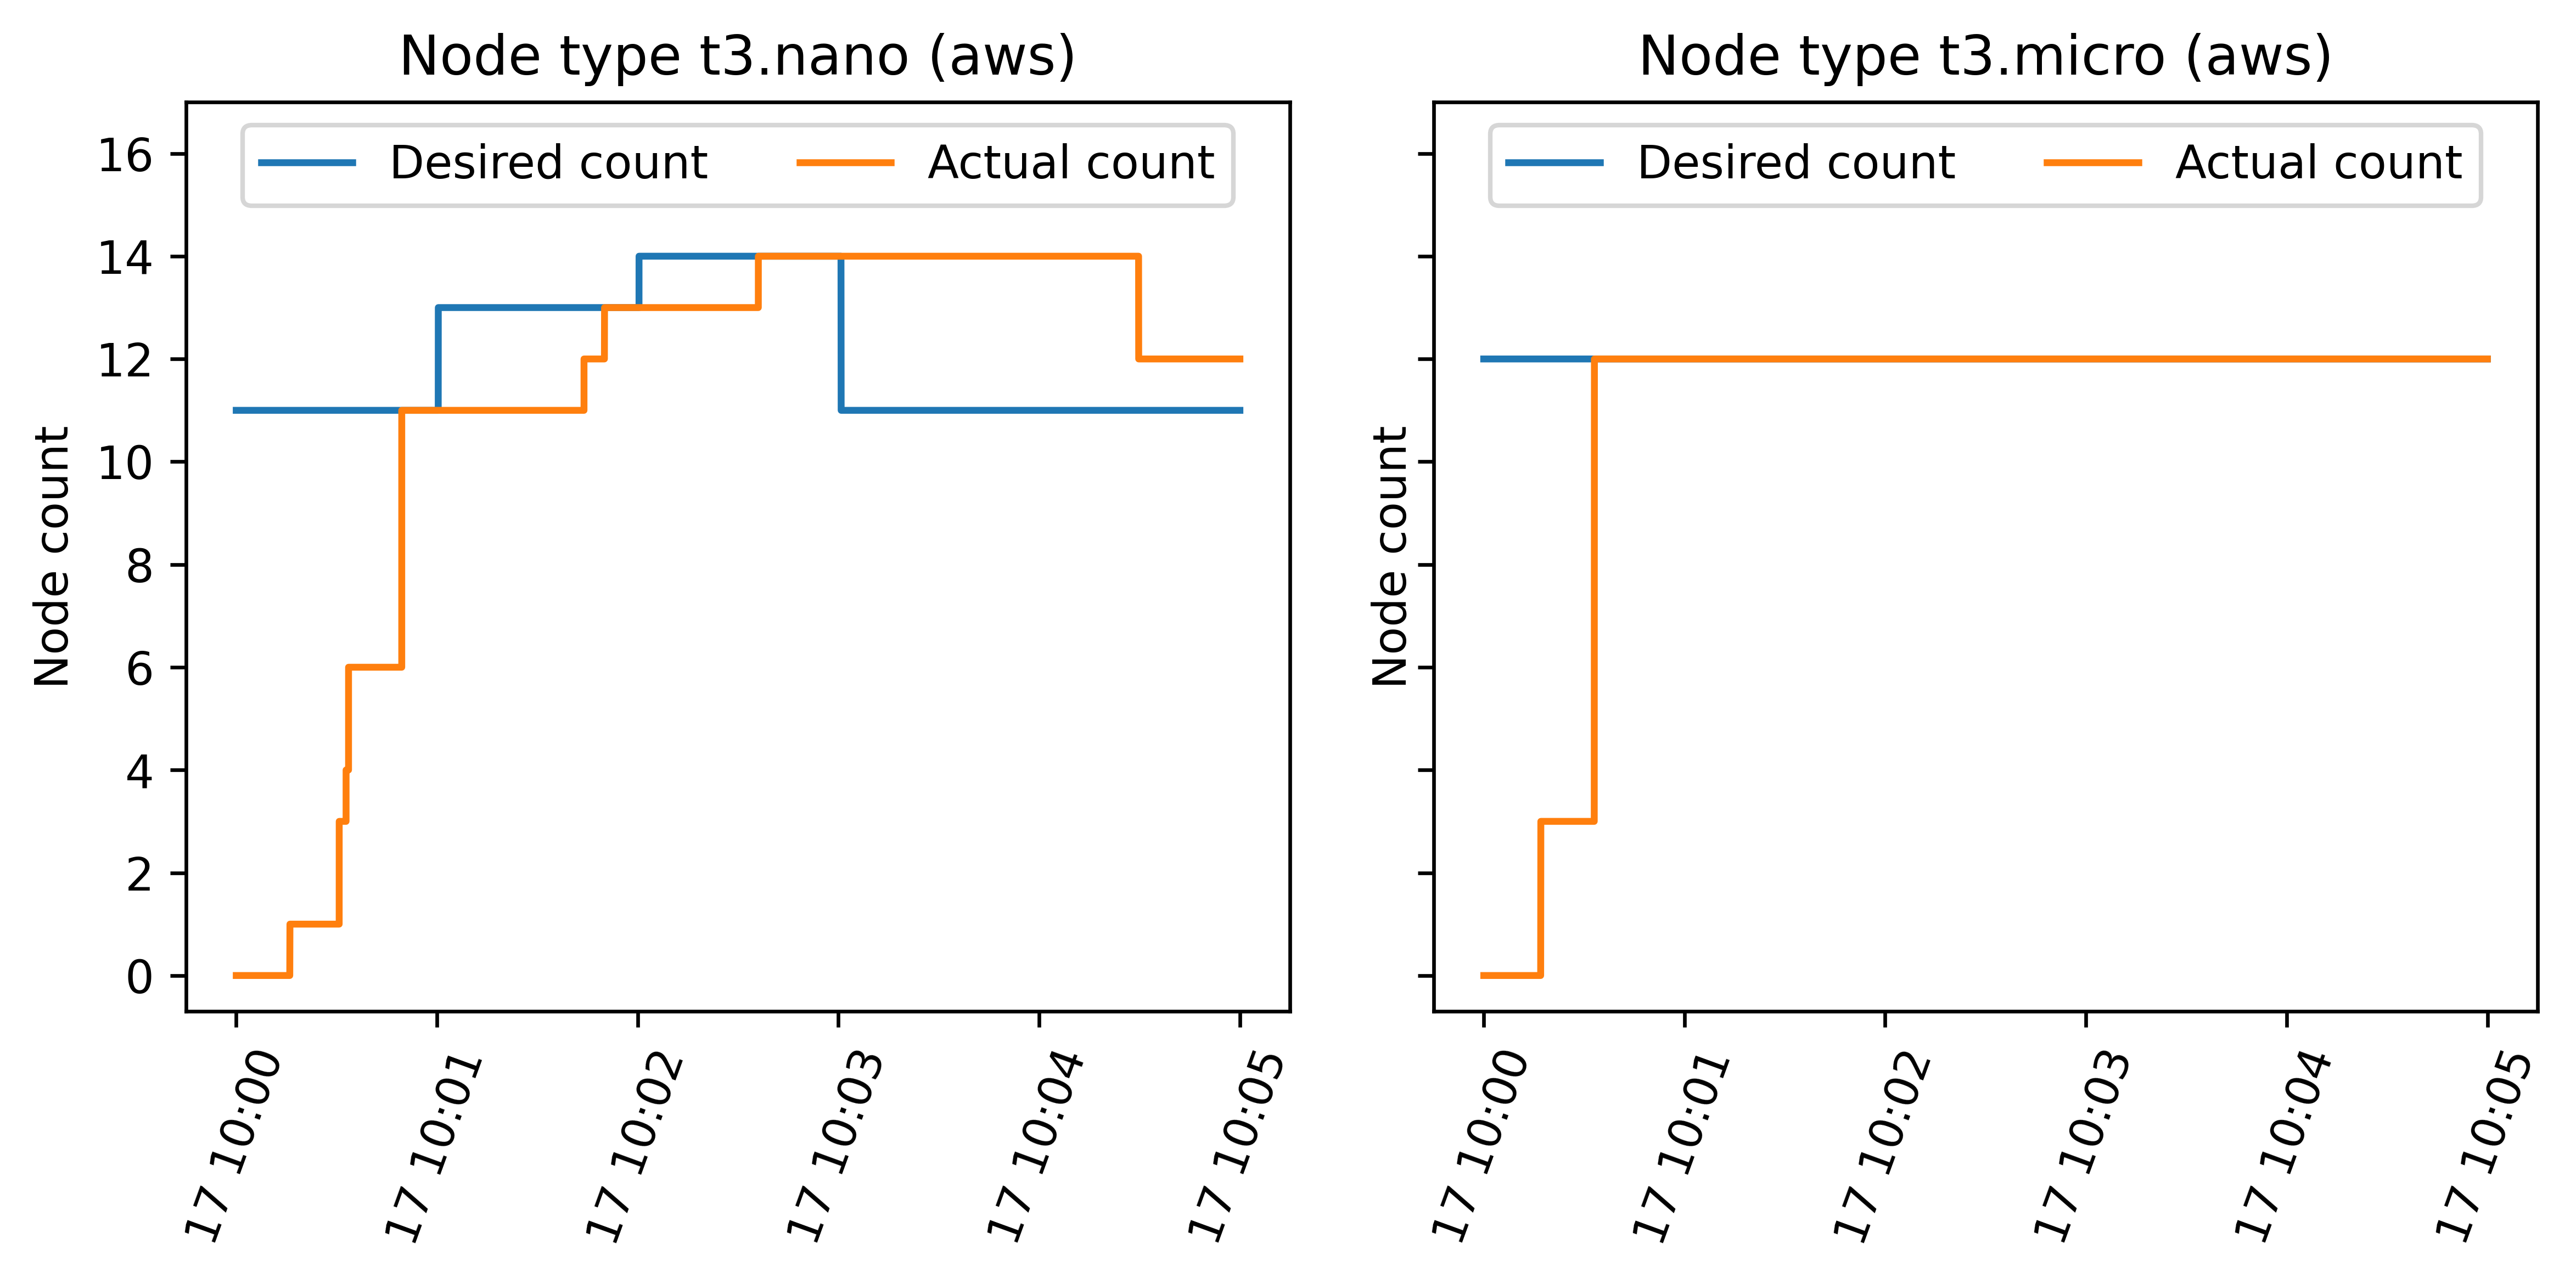 Node type t3.nano (aws)
Desired count
Actual count
Node count
16
14
12
10
8
6
4
2
0
17 10:00
17 10:01
17 10:02
17 10:03
17 10:04
17 10:05
Node type t3.micro (aws)
Desired count
Actual count
Node count
17 10:00
17 10:01
17 10:02
17 10:03
17 10:04
17 10:05